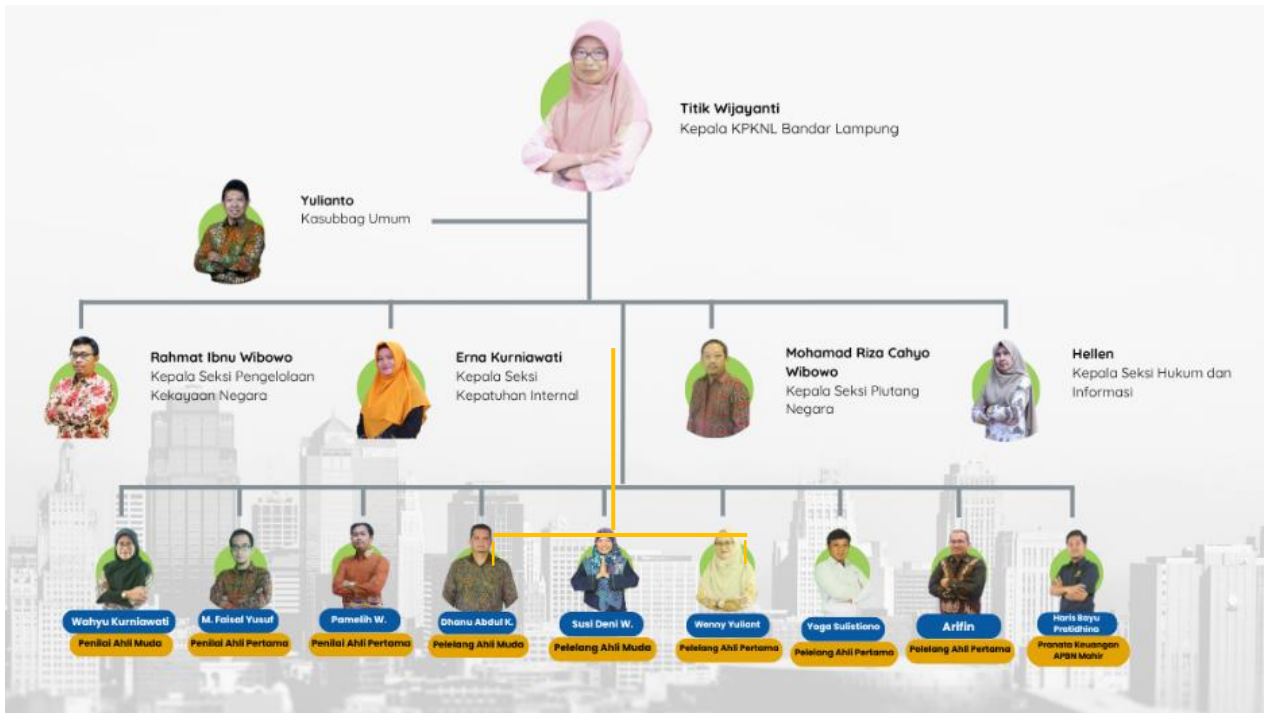 Titik Wijayanti
Kepala KPKNL Bandar Lampung
Yulianto
Kasubbag Umum
Rahmat Ibnu Wibowo
Kepala Seksi Pengelolaan
Kekayaan Negara
Erna Kurniawati
Kepala Seksi
Kepatuhan Internal
Mohamad Riza Cahyo
Wibowo
Kepala Seksi Piutang
Negara
Hellen
Kepala Seksi Hukum dan
Informasi
Wahyu Kurniawati
Penilai Ahli Muda
M. Faisal Yusuf
Penilai Ahli Pertama
Pamelih W.
Penilai Ahli Pertama
Dhanu Abdul K.
Pelelang Ahli Muda
Susi Deni W.
Pelelang Ahli Muda
Wenny Yuliant
Pelelang Ahli Pertama
Yoga Sulistiano
Pelelang Ahli Pertama
Arifin
Pelelang Ahli Pertama
Haris Bayu
Pratidhina
Pranata Keuangan
APBN Mahir